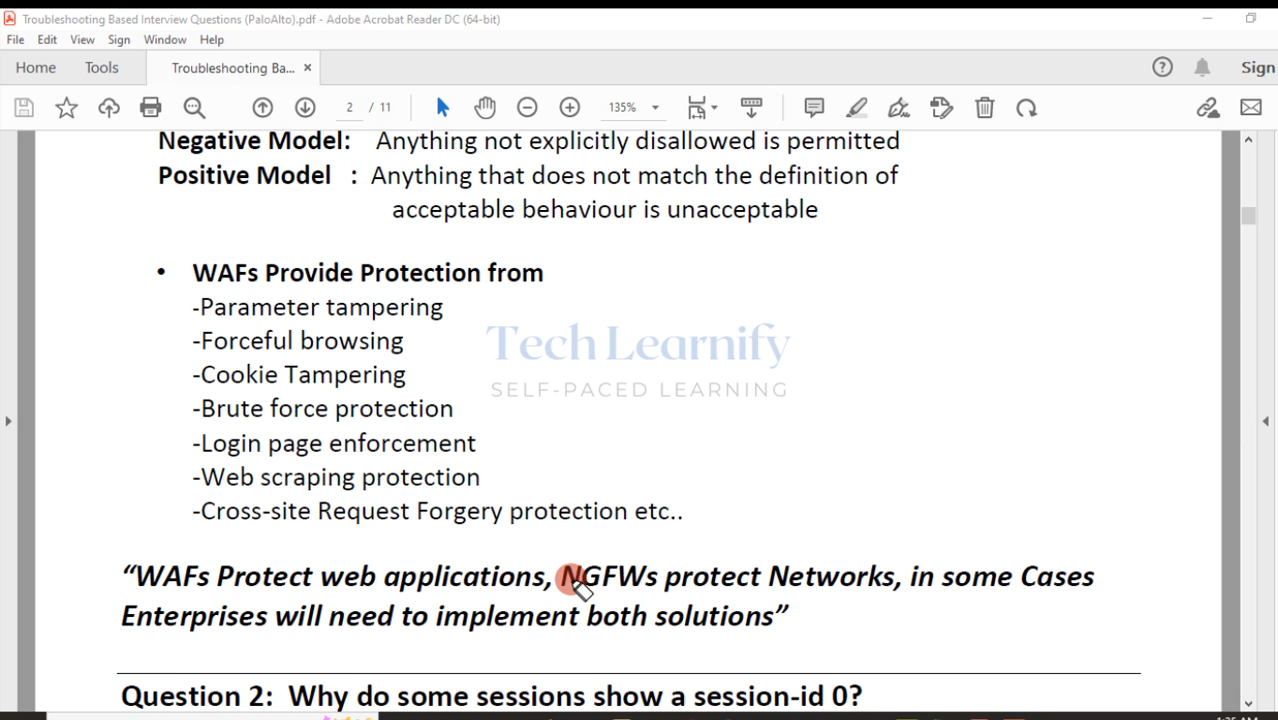 Troubleshooting Based Interview Questions (PaloAlto).pdf - Adobe Acrobat Reader DC (64-bit)
File Edit View Sign Window Help
Home Tools Troubleshooting Ba... × Sign
2 / 11 135%
Negative Model: Anything not explicitly disallowed is permitted
Positive Model : Anything that does not match the definition of
acceptable behaviour is unacceptable
• WAFs Provide Protection from
-Parameter tampering
-Forceful browsing
-Cookie Tampering
-Brute force protection
-Login page enforcement
-Web scraping protection
-Cross-site Request Forgery protection etc..
Tech Learnify
SELF-PACED LEARNING
“WAFs Protect web applications, NGFWs protect Networks, in some Cases
Enterprises will need to implement both solutions”
Question 2: Why do some sessions show a session-id 0?